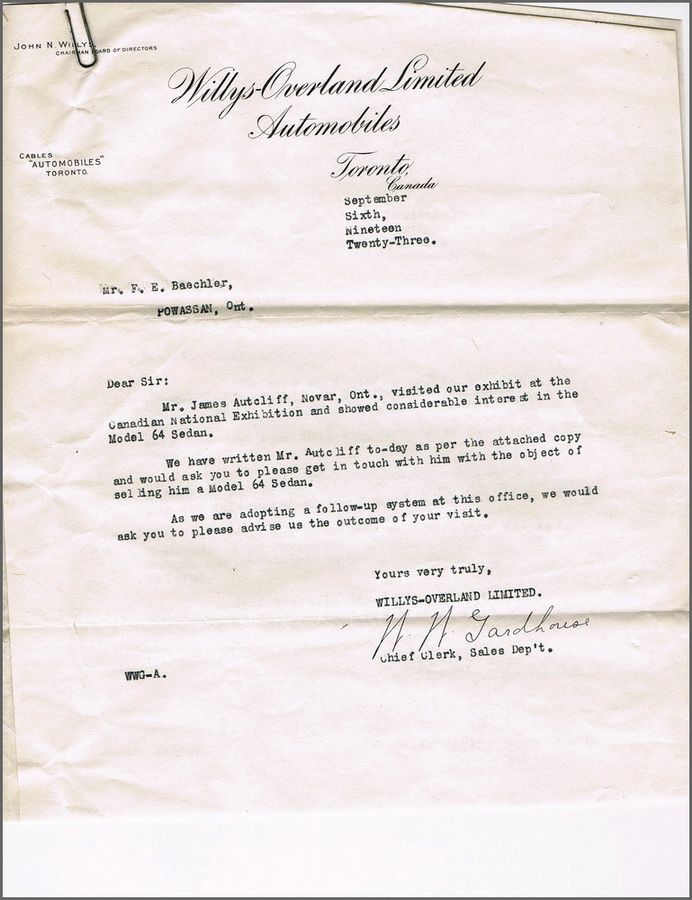 JOHN N. WILLYS,
CHAIRMAN BOARD OF DIRECTORS
Willys-Overland Limited
Automobiles
CABLES
"AUTOMOBILES"
TORONTO.
Toronto,
Canada
September
Sixth,
Nineteen
Twenty-Three.
Mr. F. E. Baechler,
POWASSAN, Ont.
Dear Sir:
Mr. James Autcliff, Novar, Ont., visited our exhibit at the
Canadian National Exhibition and showed considerable interest in the
Model 64 Sedan.
We have written Mr. Autcliff to-day as per the attached copy
and would ask you to please get in touch with him with the object of
selling him a Model 64 Sedan.
As we are adopting a follow-up system at this office, we would
ask you to please advise us the outcome of your visit.
Yours very truly,
WILLYS-OVERLAND LIMITED.
W. W. Gardhouse
Chief Clerk, Sales Dep't.
WWG-A.